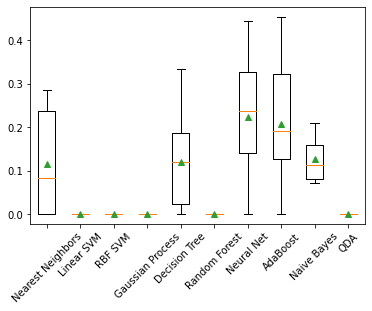 0.4
0.3
0.2
0.1
0.0
Nearest Neighbors
Linear SVM
RBF SVM
Gaussian Process
Decision Tree
Random Forest
Neural Net
AdaBoost
Naive Bayes
QDA